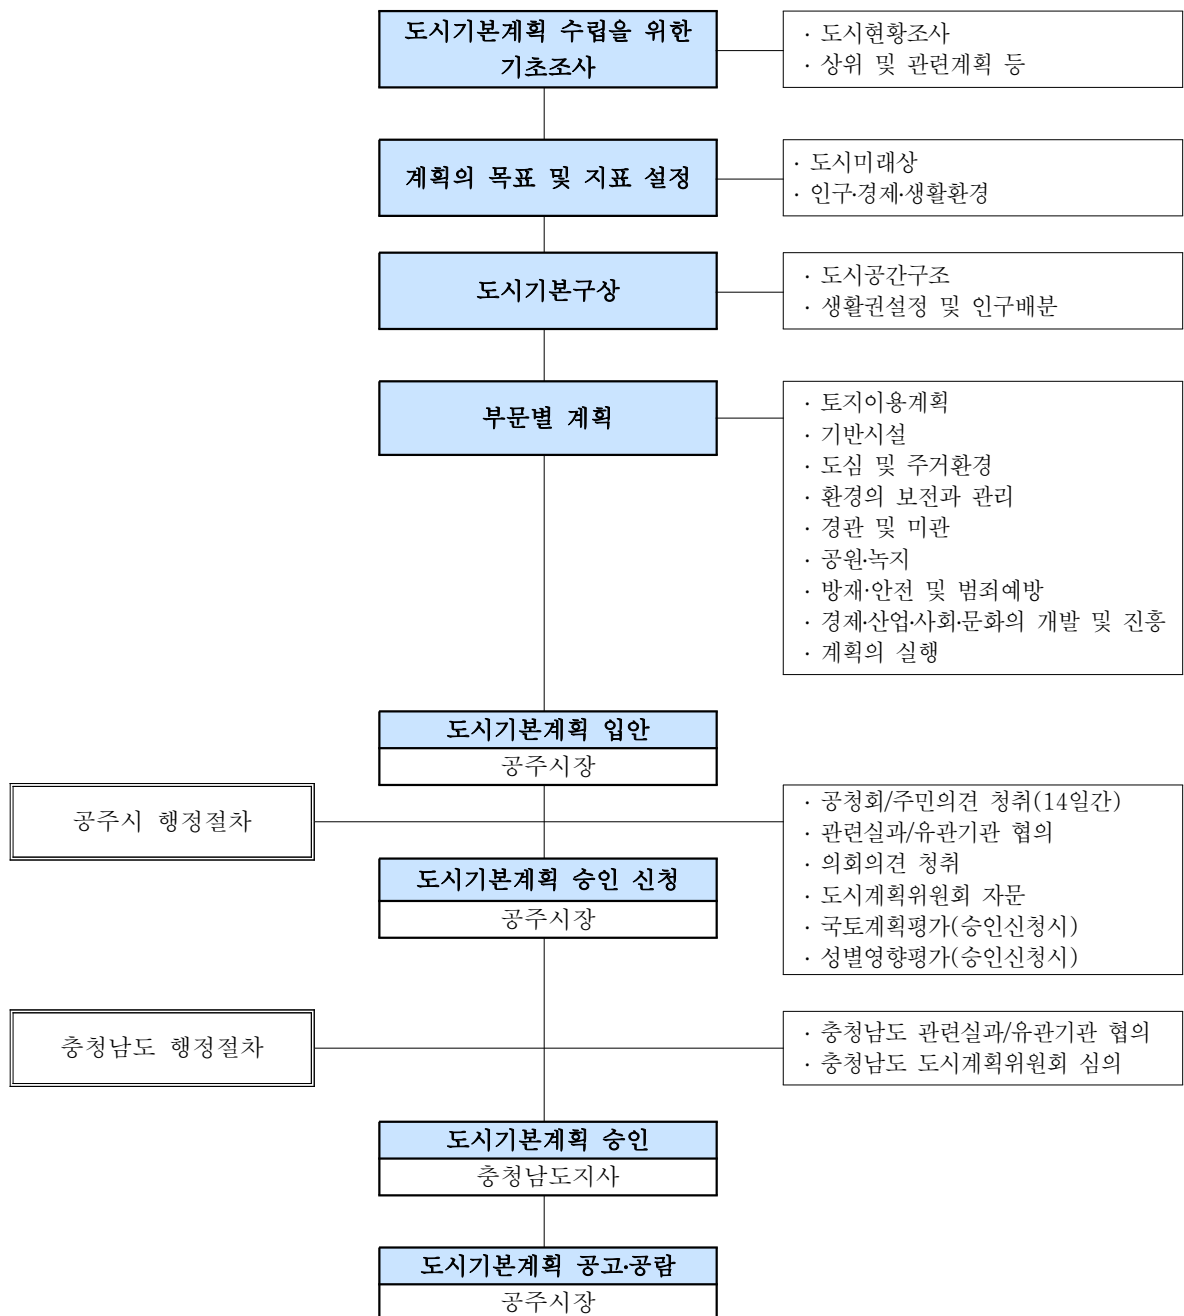 도시기본계획 수립을 위한
기초조사
· 도시현황조사
· 상위 및 관련계획 등
계획의 목표 및 지표 설정
· 도시미래상
· 인구·경제·생활환경
도시기본구상
· 도시공간구조
· 생활권설정 및 인구배분
부문별 계획
· 토지이용계획
· 기반시설
· 도심 및 주거환경
· 환경의 보전과 관리
· 경관 및 미관
· 공원·녹지
· 방재·안전 및 범죄예방
· 경제·산업·사회·문화의 개발 및 진흥
· 계획의 실행
도시기본계획 입안
공주시장
공주시 행정절차
· 공청회/주민의견 청취(14일간)
· 관련실과/유관기관 협의
· 의회의견 청취
· 도시계획위원회 자문
· 국토계획평가(승인신청시)
· 성별영향평가(승인신청시)
도시기본계획 승인 신청
공주시장
충청남도 행정절차
· 충청남도 관련실과/유관기관 협의
· 충청남도 도시계획위원회 심의
도시기본계획 승인
충청남도지사
도시기본계획 공고·공람
공주시장